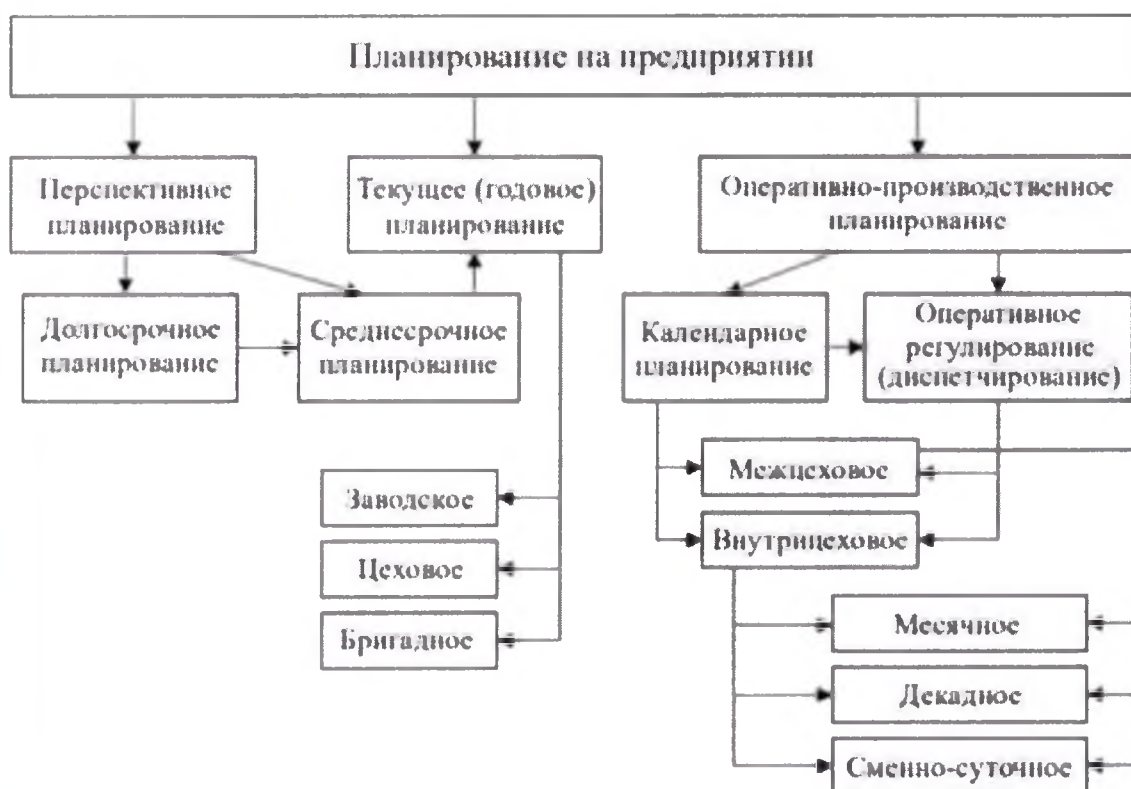 Планирование на предприятии
Перспективное
планирование
Текущее (годовое)
планирование
Оперативно-производственное
планирование
Долгосрочное
планирование
Среднесрочное
планирование
Календарное
планирование
Оперативное
регулирование
(диспетчирование)
Межцеховое
Внутрицеховое
Заводское
Цеховое
Бригадное
Месячное
Декадное
Сменно-суточное